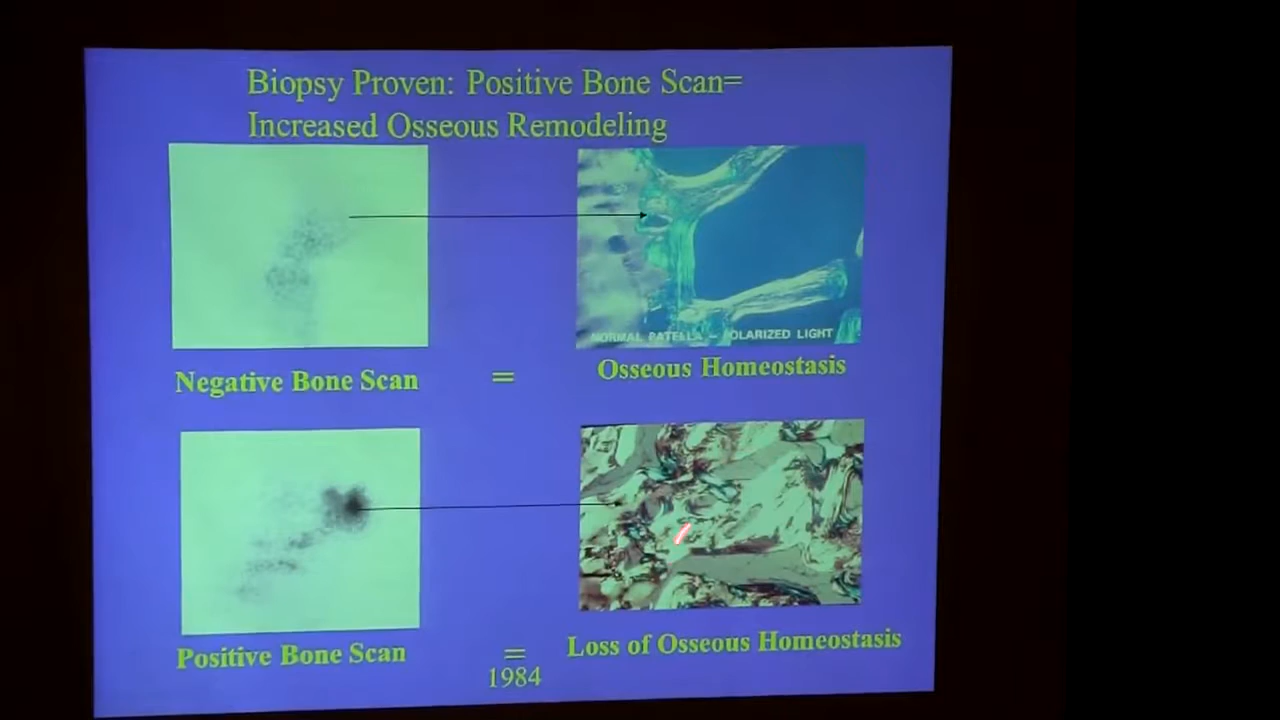 Biopsy Proven: Positive Bone Scan=
Increased Osseous Remodeling
NORMAL PATELLA - POLARIZED LIGHT
Negative Bone Scan
=
Osseous Homeostasis
Positive Bone Scan
=
Loss of Osseous Homeostasis
1984